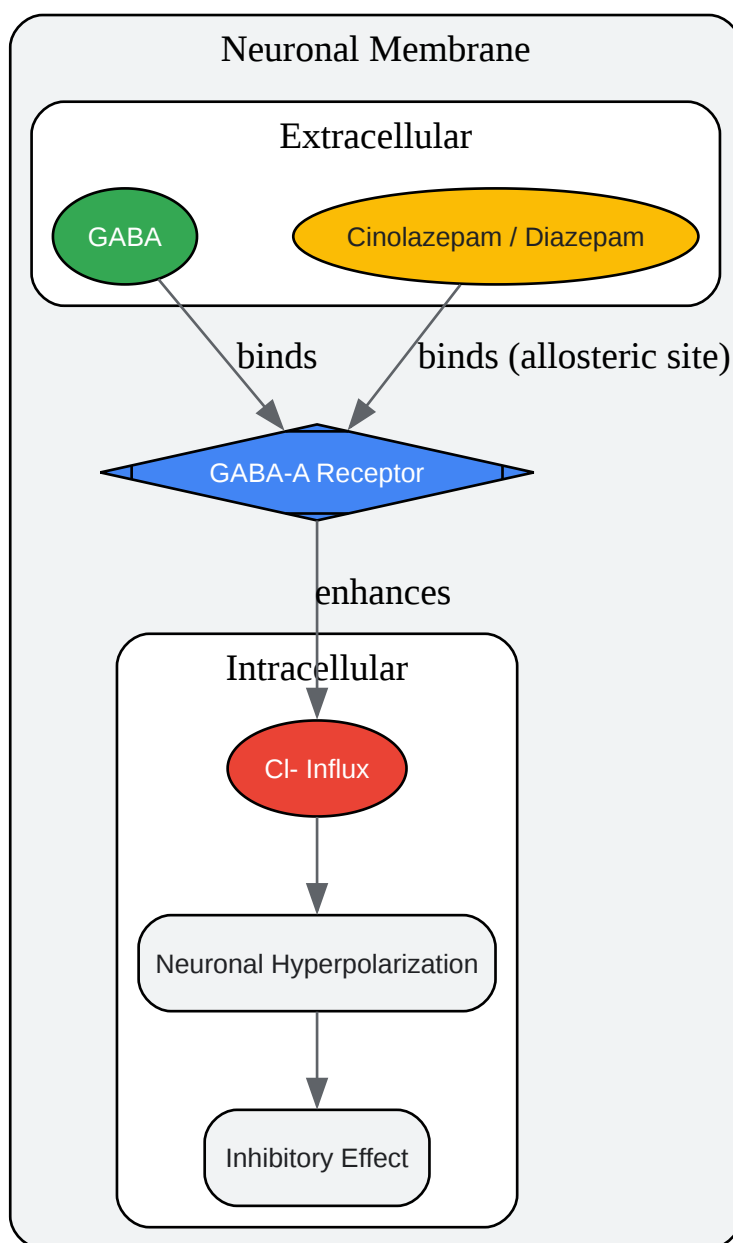 Neuronal Membrane
Extracellular
GABA
Cinolazepam / Diazepam
binds
binds (allosteric site)
GABA-A Receptor
enhances
Intracellular
Cl- Influx
Neuronal Hyperpolarization
Inhibitory Effect